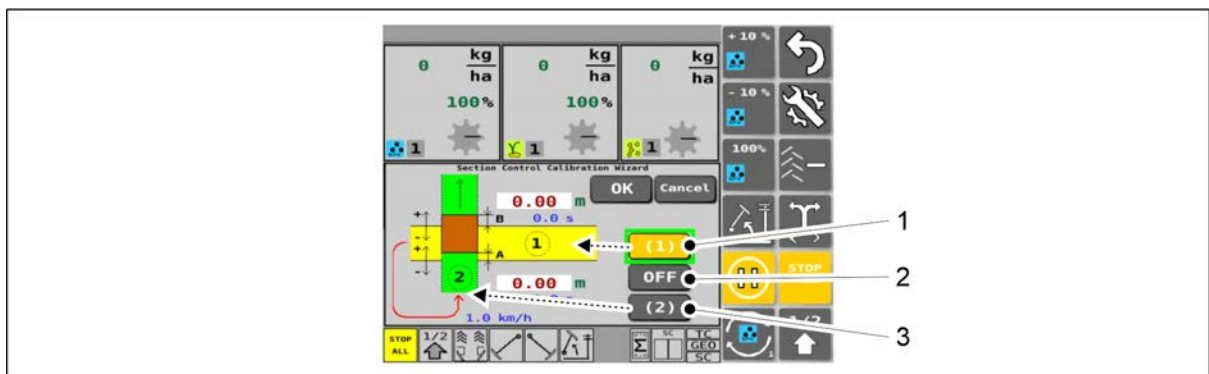 + 10 %
0 kg/ha
0 kg/ha
0 kg/ha
100%
100%
- 10 %
1
1
1
100%
Section Control Calibration Wizard
OK
Cancel
0.00 m
B
0.0 s
+
-
+
-
1
(1)
1
A
STOP
OFF
2
2
0.00 m
(2)
3
1.0 km/h
STOP ALL
1/2
Σ
SC
TC
GEO
SC
1/2